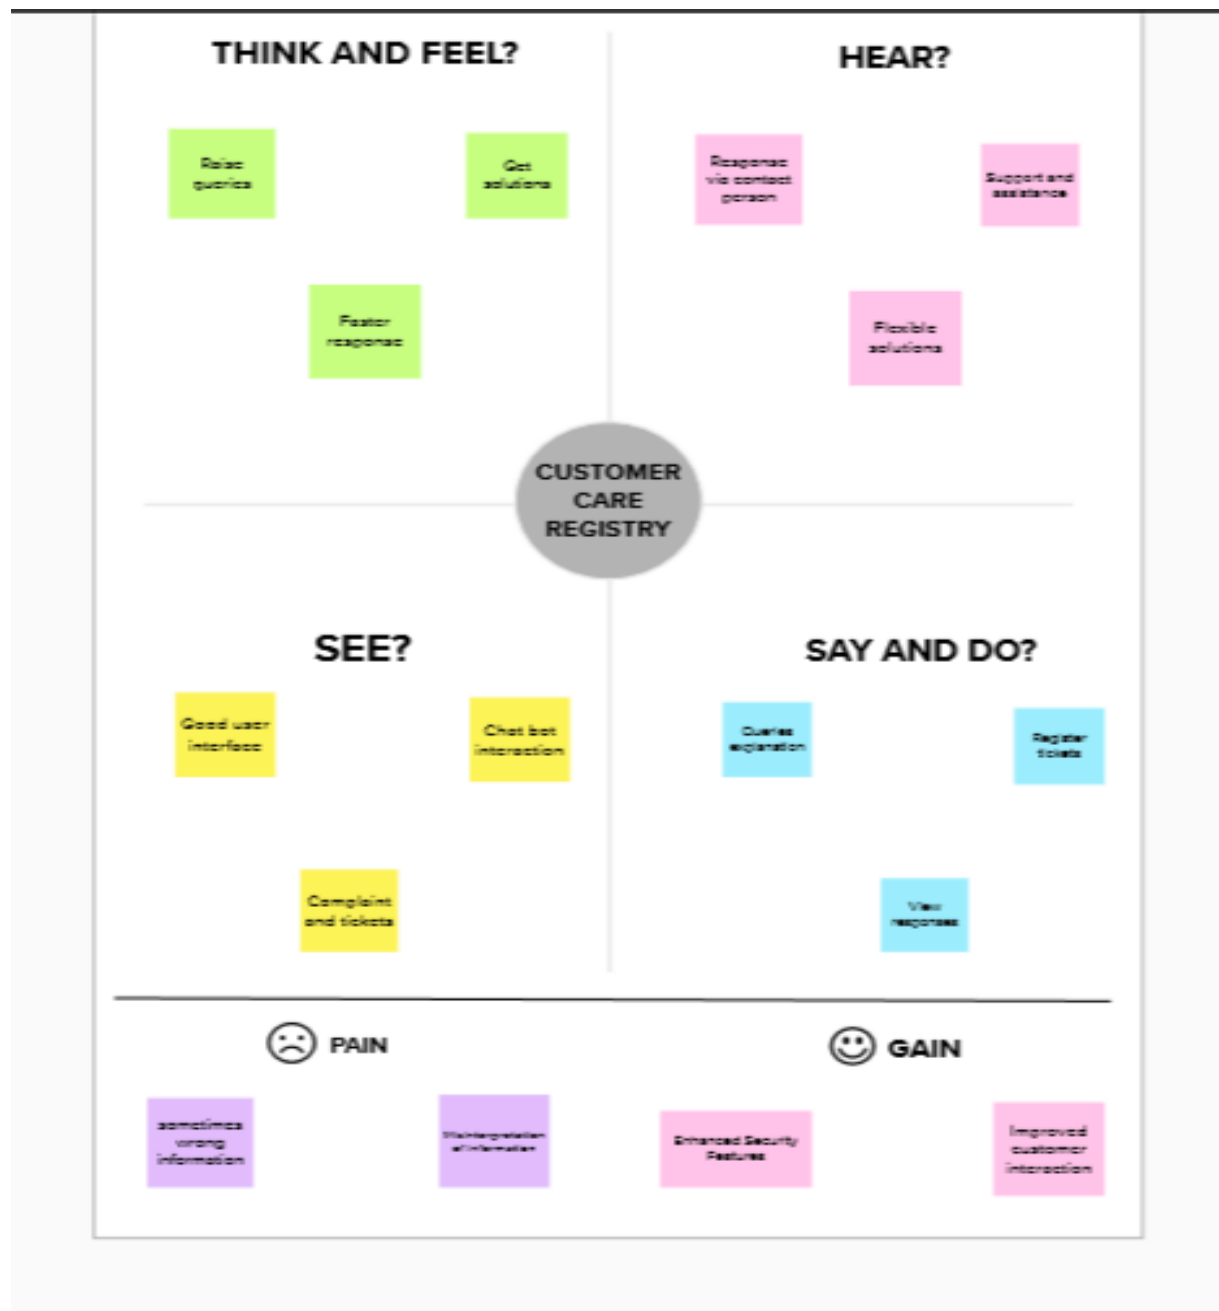 THINK AND FEEL?
HEAR?
Raise
queries
Get
solutions
Response
via contact
person
Support and
assistance
Faster
response
Flexible
solutions
CUSTOMER
CARE
REGISTRY
SEE?
SAY AND DO?
Good user
interface
Chat bot
interaction
Queries
explanation
Register
tickets
Complaint
and tickets
View
responses
PAIN
GAIN
sometimes
wrong
information
Misinterpretation
of information
Enhanced Security
Features
Improved
customer
interaction